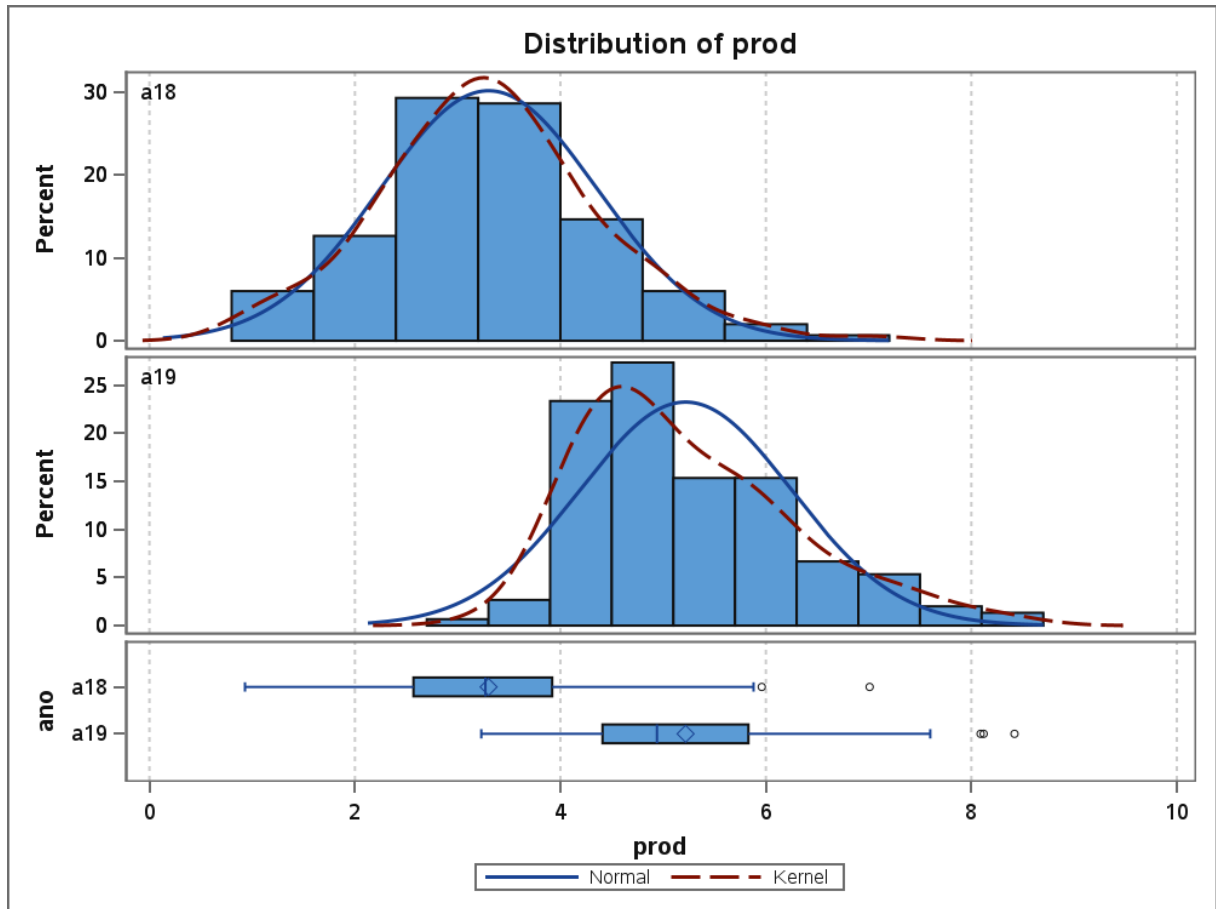 Distribution of prod
a18
30
20
10
0
Percent
a19
25
20
15
10
5
0
Percent
a18
a19
ano
0 2 4 6 8 10
prod
Normal Kernel